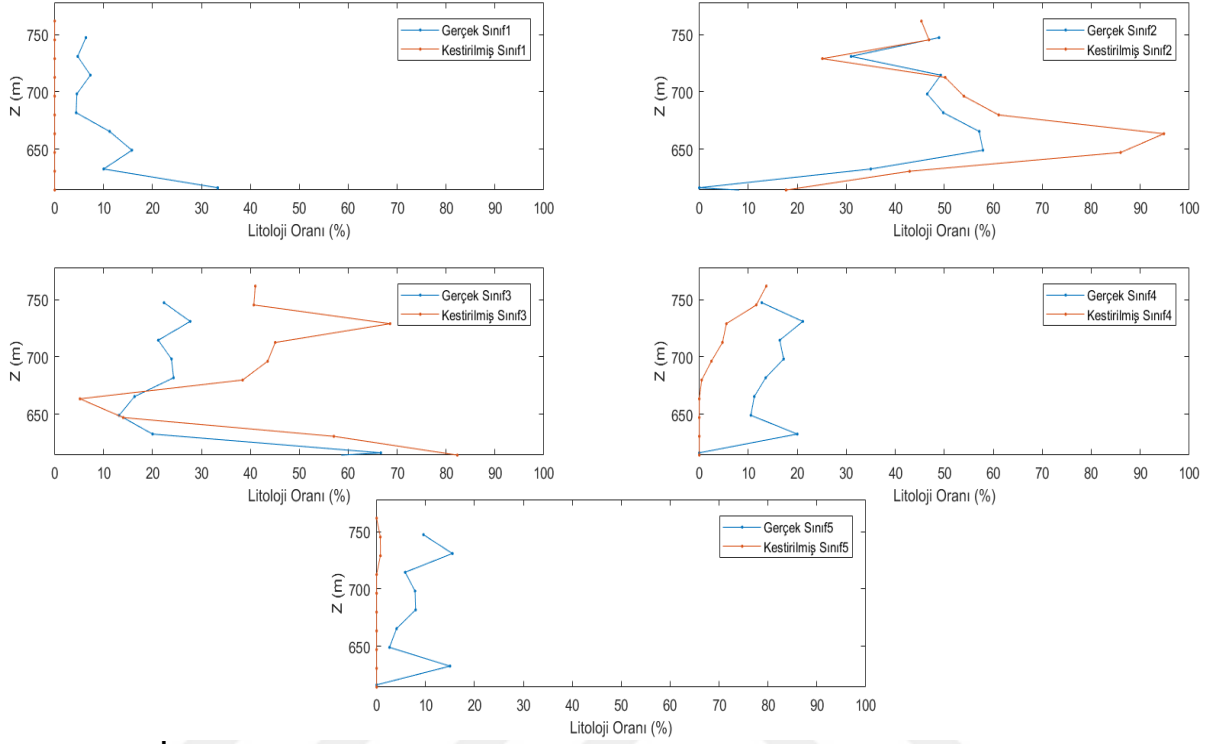 Gerçek Sınıf1
Kestirilmiş Sınıf1
750
700
650
Z (m)
0 10 20 30 40 50 60 70 80 90 100
Litoloji Oranı (%)
Gerçek Sınıf2
Kestirilmiş Sınıf2
750
700
650
Z (m)
0 10 20 30 40 50 60 70 80 90 100
Litoloji Oranı (%)
Gerçek Sınıf3
Kestirilmiş Sınıf3
750
700
650
Z (m)
0 10 20 30 40 50 60 70 80 90 100
Litoloji Oranı (%)
Gerçek Sınıf4
Kestirilmiş Sınıf4
750
700
650
Z (m)
0 10 20 30 40 50 60 70 80 90 100
Litoloji Oranı (%)
Gerçek Sınıf5
Kestirilmiş Sınıf5
750
700
650
Z (m)
0 10 20 30 40 50 60 70 80 90 100
Litoloji Oranı (%)